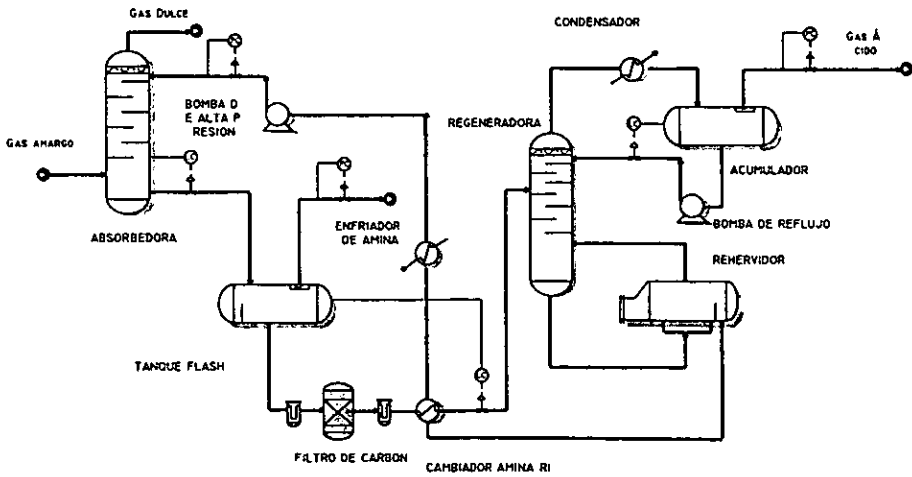 GAS DULCE
CONDENSADOR
GAS Á
CIDO
BOMBA D
E ALTA P
RESION
REGENERADORA
GAS AMARGO
ACUMULADOR
BOMBA DE REFLUJO
ABSORBEDORA
ENFRIADOR
DE AMINA
REHERVIDOR
TANQUE FLASH
FILTRO DE CARBON
CAMBIADOR AMINA RI